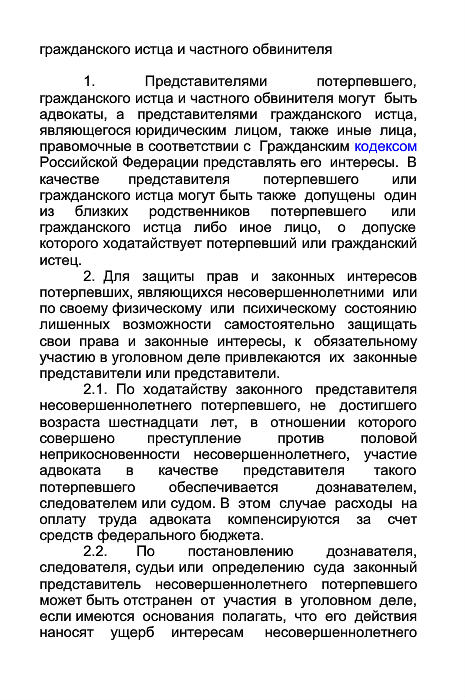 гражданского истца и частного обвинителя
1. Представителями потерпевшего,
гражданского истца и частного обвинителя могут быть
адвокаты, а представителями гражданского истца,
являющегося юридическим лицом, также иные лица,
правомочные в соответствии с Гражданским кодексом
Российской Федерации представлять его интересы. В
качестве представителя потерпевшего или
гражданского истца могут быть также допущены один
из близких родственников потерпевшего или
гражданского истца либо иное лицо, о допуске
которого ходатайствует потерпевший или гражданский
истец.
2. Для защиты прав и законных интересов
потерпевших, являющихся несовершеннолетними или
по своему физическому или психическому состоянию
лишенных возможности самостоятельно защищать
свои права и законные интересы, к обязательному
участию в уголовном деле привлекаются их законные
представители или представители.
2.1. По ходатайству законного представителя
несовершеннолетнего потерпевшего, не достигшего
возраста шестнадцати лет, в отношении которого
совершено преступление против половой
неприкосновенности несовершеннолетнего, участие
адвоката в качестве представителя такого
потерпевшего обеспечивается дознавателем,
следователем или судом. В этом случае расходы на
оплату труда адвоката компенсируются за счет
средств федерального бюджета.
2.2. По постановлению дознавателя,
следователя, судьи или определению суда законный
представитель несовершеннолетнего потерпевшего
может быть отстранен от участия в уголовном деле,
если имеются основания полагать, что его действия
наносят ущерб интересам несовершеннолетнего